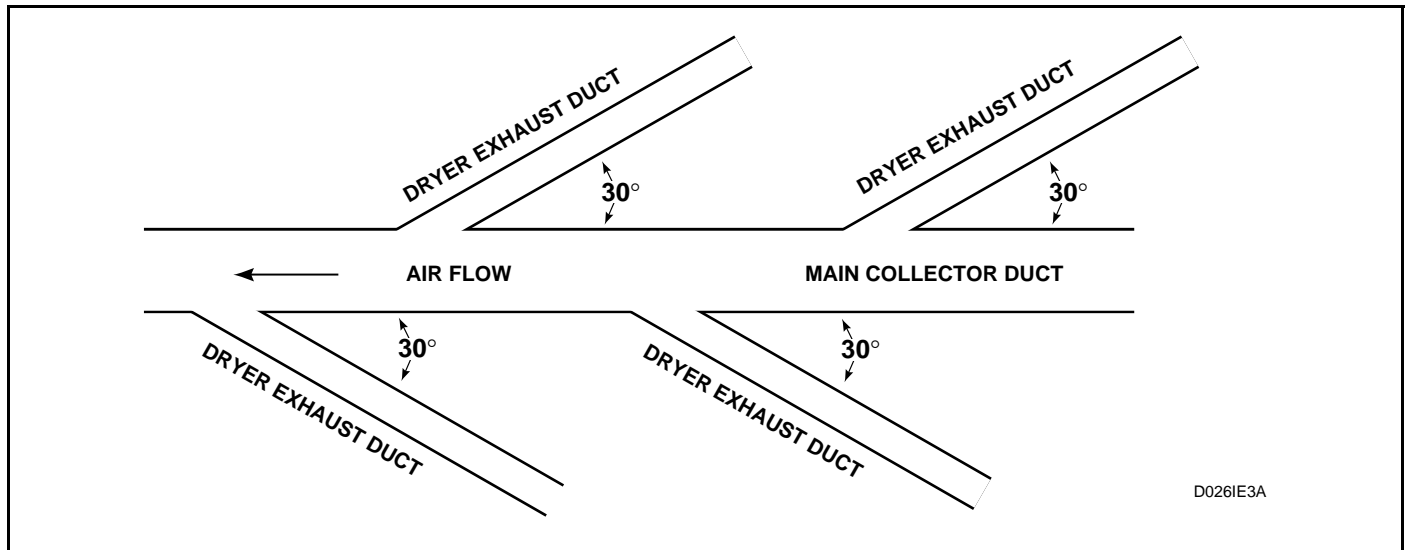 DRYER EXHAUST DUCT
DRYER EXHAUST DUCT
30°
30°
AIR FLOW
MAIN COLLECTOR DUCT
30°
30°
DRYER EXHAUST DUCT
DRYER EXHAUST DUCT
D026IE3A